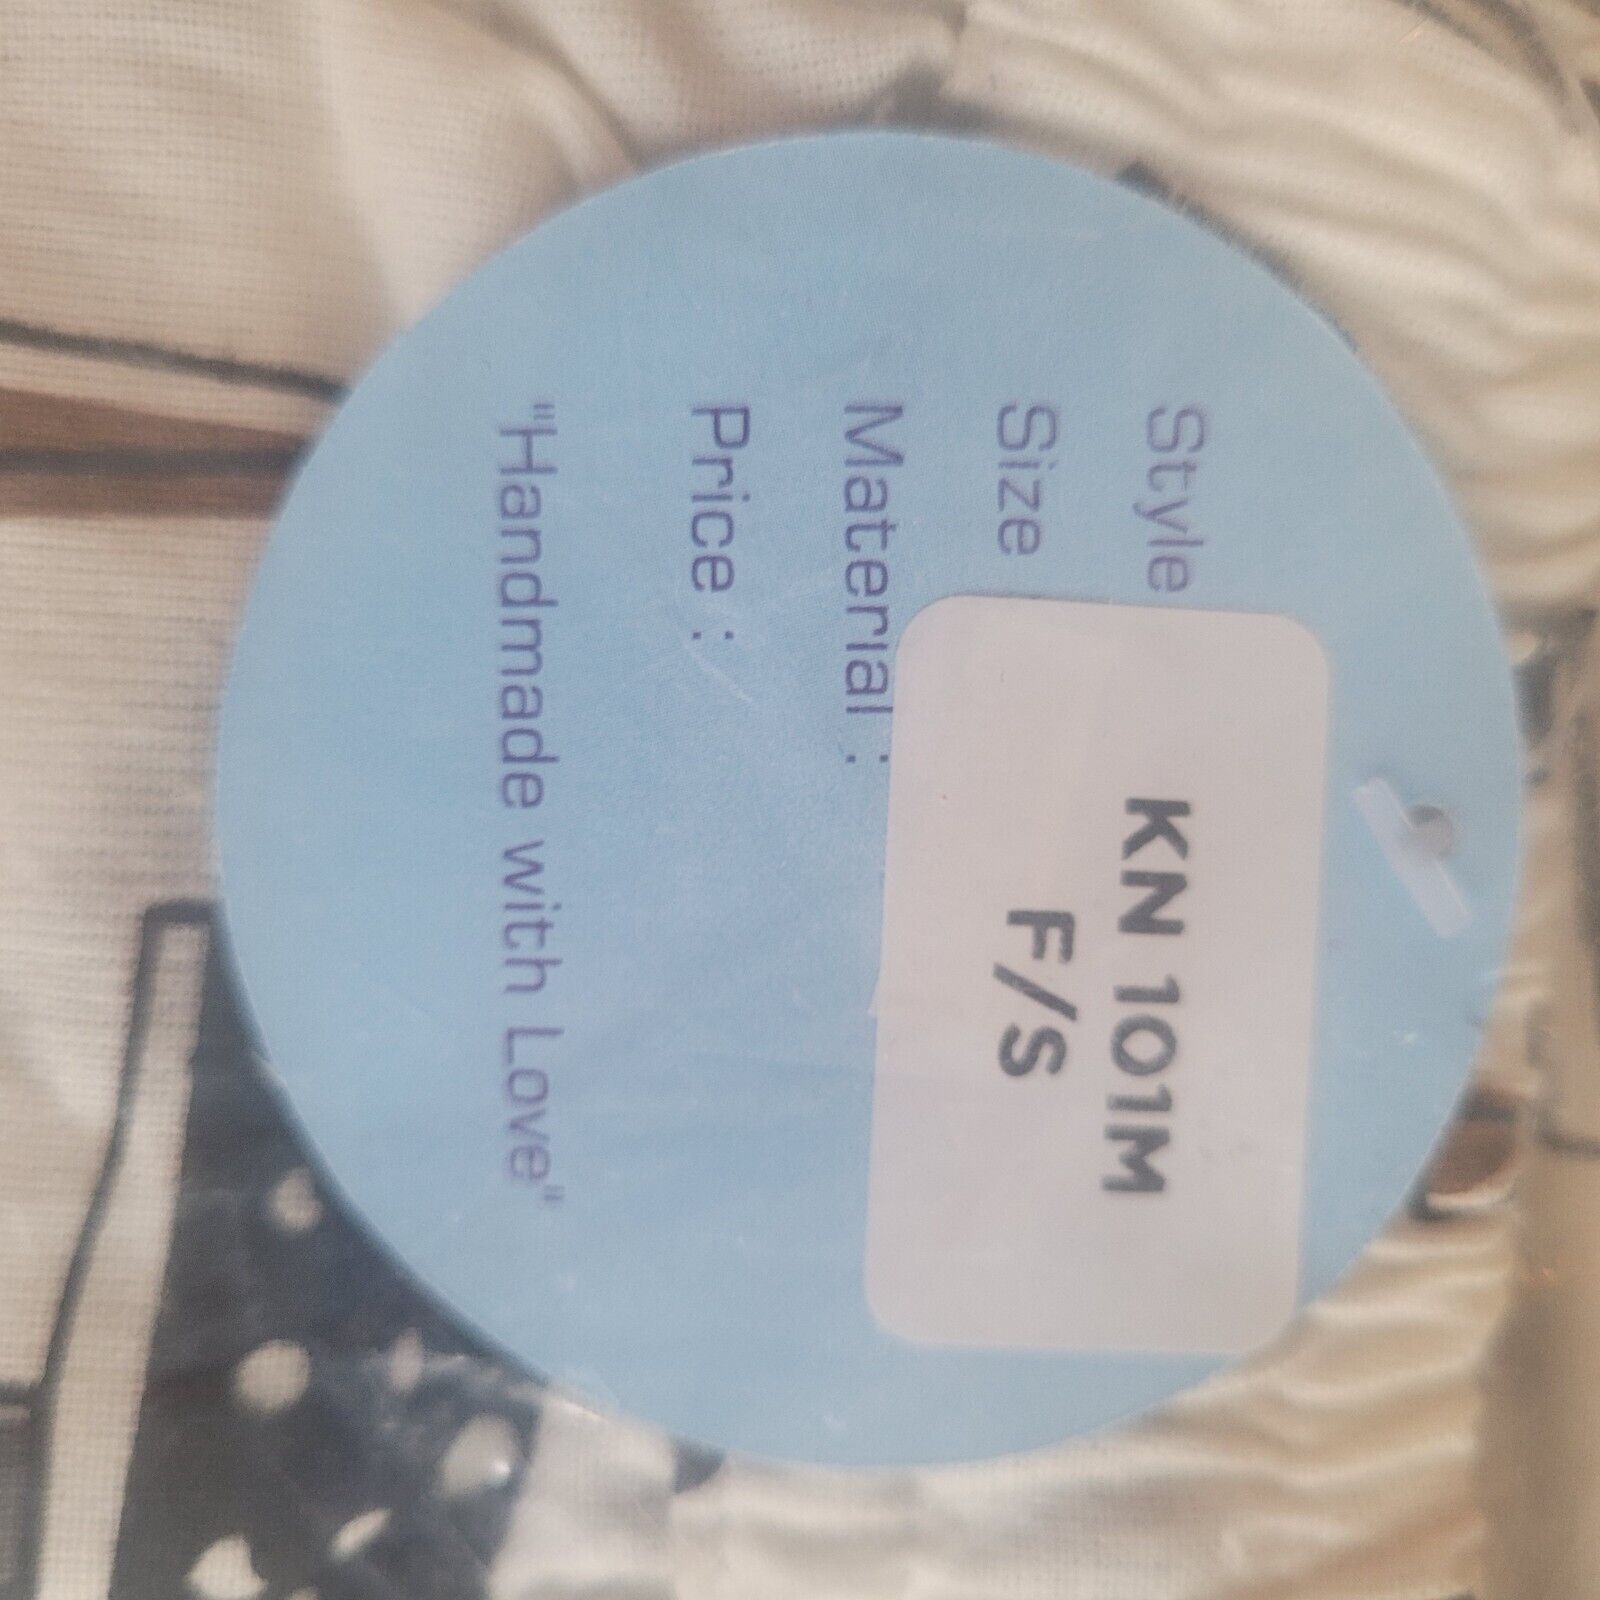 Style KN 101M
Size F/S
Material :
Price :
"Handmade with Love"